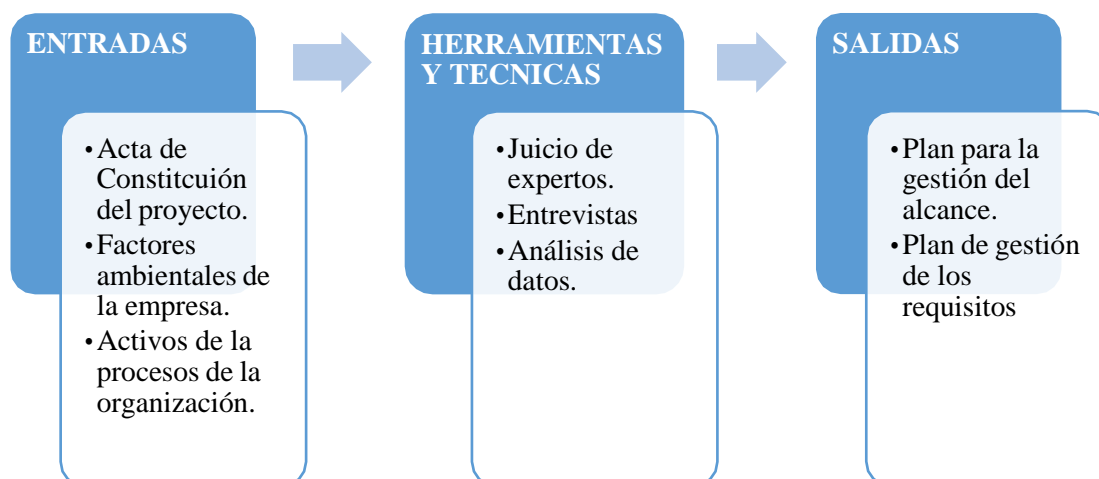 ENTRADAS
•Acta de
Constitcuión
del proyecto.
•Factores
ambientales de
la empresa.
•Activos de la
procesos de la
organización.
HERRAMIENTAS
Y TECNICAS
•Juicio de
expertos.
•Entrevistas
•Análisis de
datos.
SALIDAS
•Plan para la
gestión del
alcance.
•Plan de gestión
de los
requisitos